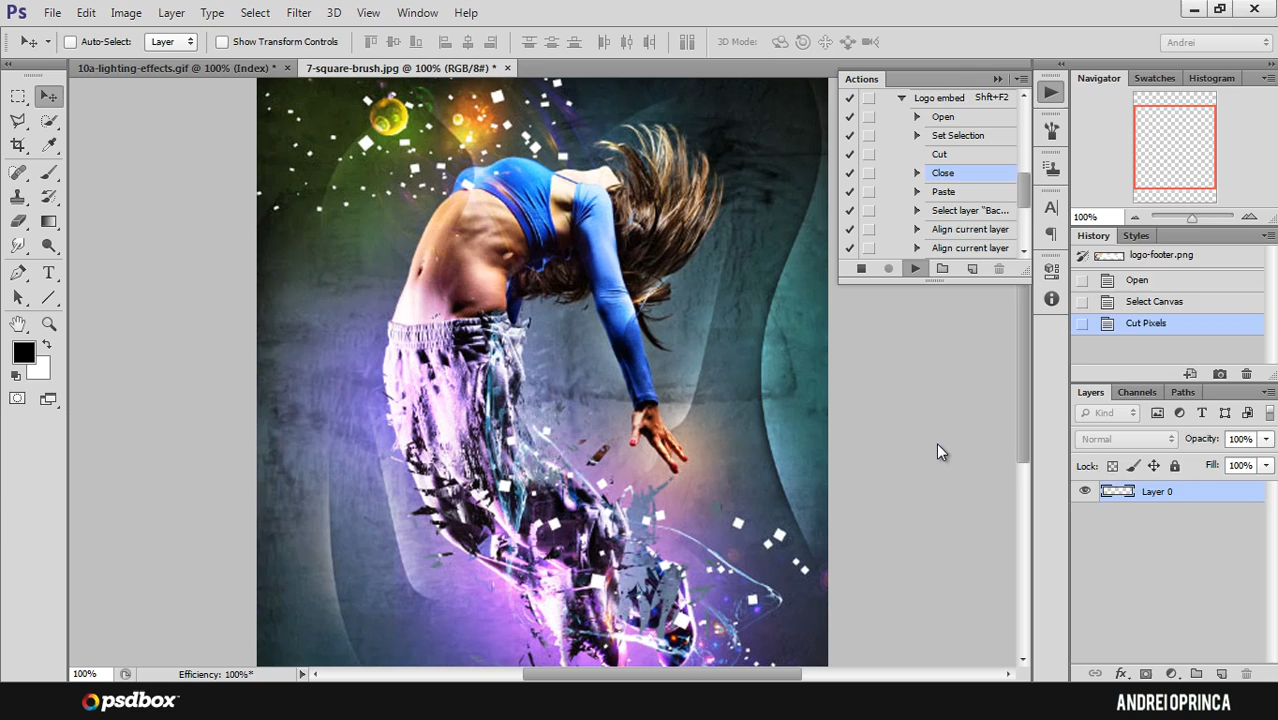 Ps File Edit Image Layer Type Select Filter 3D View Window Help
Auto-Select: Layer Show Transform Controls 3D Mode: Andrei
10a-lighting-effects.gif @ 100% (Index) * × 7-square-brush.jpg @ 100% (RGB/8#) * ×
Actions
Logo embed Shft+F2
Open
Set Selection
Cut
Close
Paste
Select layer "Bac...
Align current layer
Align current layer
Navigator Swatches Histogram
100%
History Styles
logo-footer.png
Open
Select Canvas
Cut Pixels
Layers Channels Paths
Kind
Normal Opacity: 100%
Lock: Fill: 100%
Layer 0
100% Efficiency: 100%*
psdbox
ANDREI OPRINCA